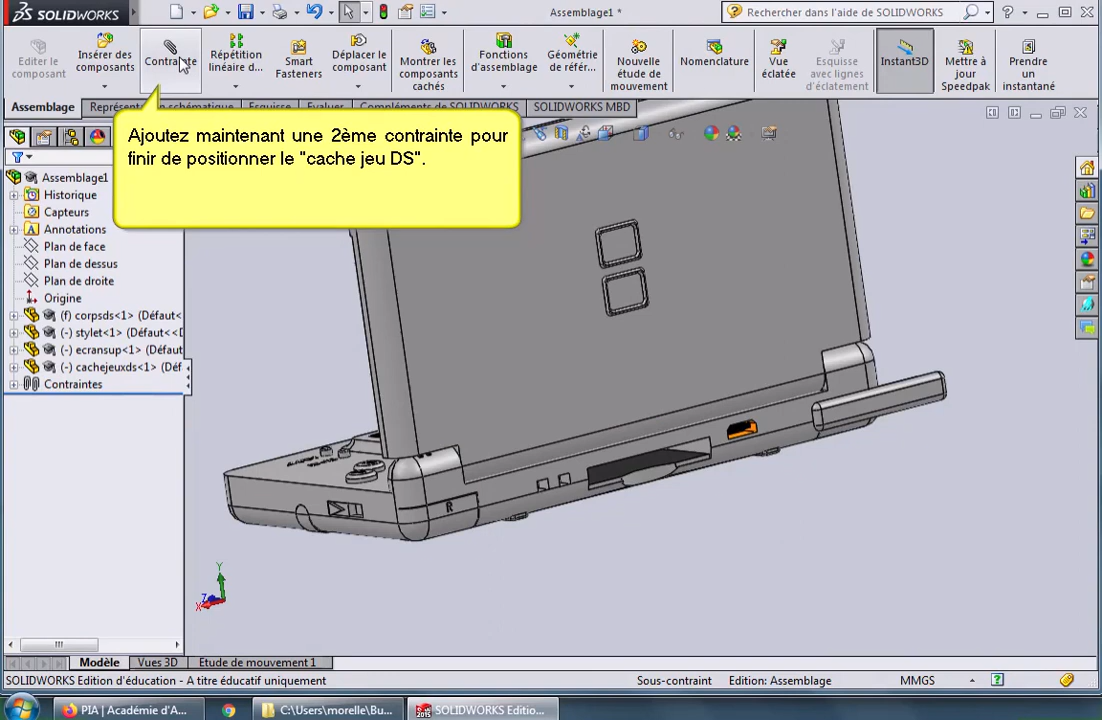 SOLIDWORKS
Assemblage1 *
Rechercher dans l'aide de SOLIDWORKS
Editer le composant
Insérer des composants
Contrainte
Répétition linéaire d...
Smart Fasteners
Déplacer le composant
Montrer les composants cachés
Fonctions d'assemblage
Géométrie de référ...
Nouvelle étude de mouvement
Nomenclature
Vue éclatée
Esquisse avec lignes d'éclatement
Instant3D
Mettre à jour Speedpak
Prendre un instantané
Assemblage
Esquisse
Evaluer
Compléments de SOLIDWORKS
SOLIDWORKS MBD
Ajoutez maintenant une 2ème contrainte pour
finir de positionner le "cache jeu DS".
Assemblage1
Historique
Capteurs
Annotations
Plan de face
Plan de dessus
Plan de droite
Origine
(f) corpsds<1> (Défaut<
(-) stylet<1> (Défaut<<D
(-) ecransup<1> (Défaut
(-) cachejeuxds<1> (Déf
Contraintes
R
Y
Z
X
Modèle
Vues 3D
Etude de mouvement 1
SOLIDWORKS Edition d'éducation - A titre éducatif uniquement
Sous-contraint
Edition: Assemblage
MMGS
PIA | Académie d'A...
C:\Users\morelle\Bu...
SOLIDWORKS Editio...